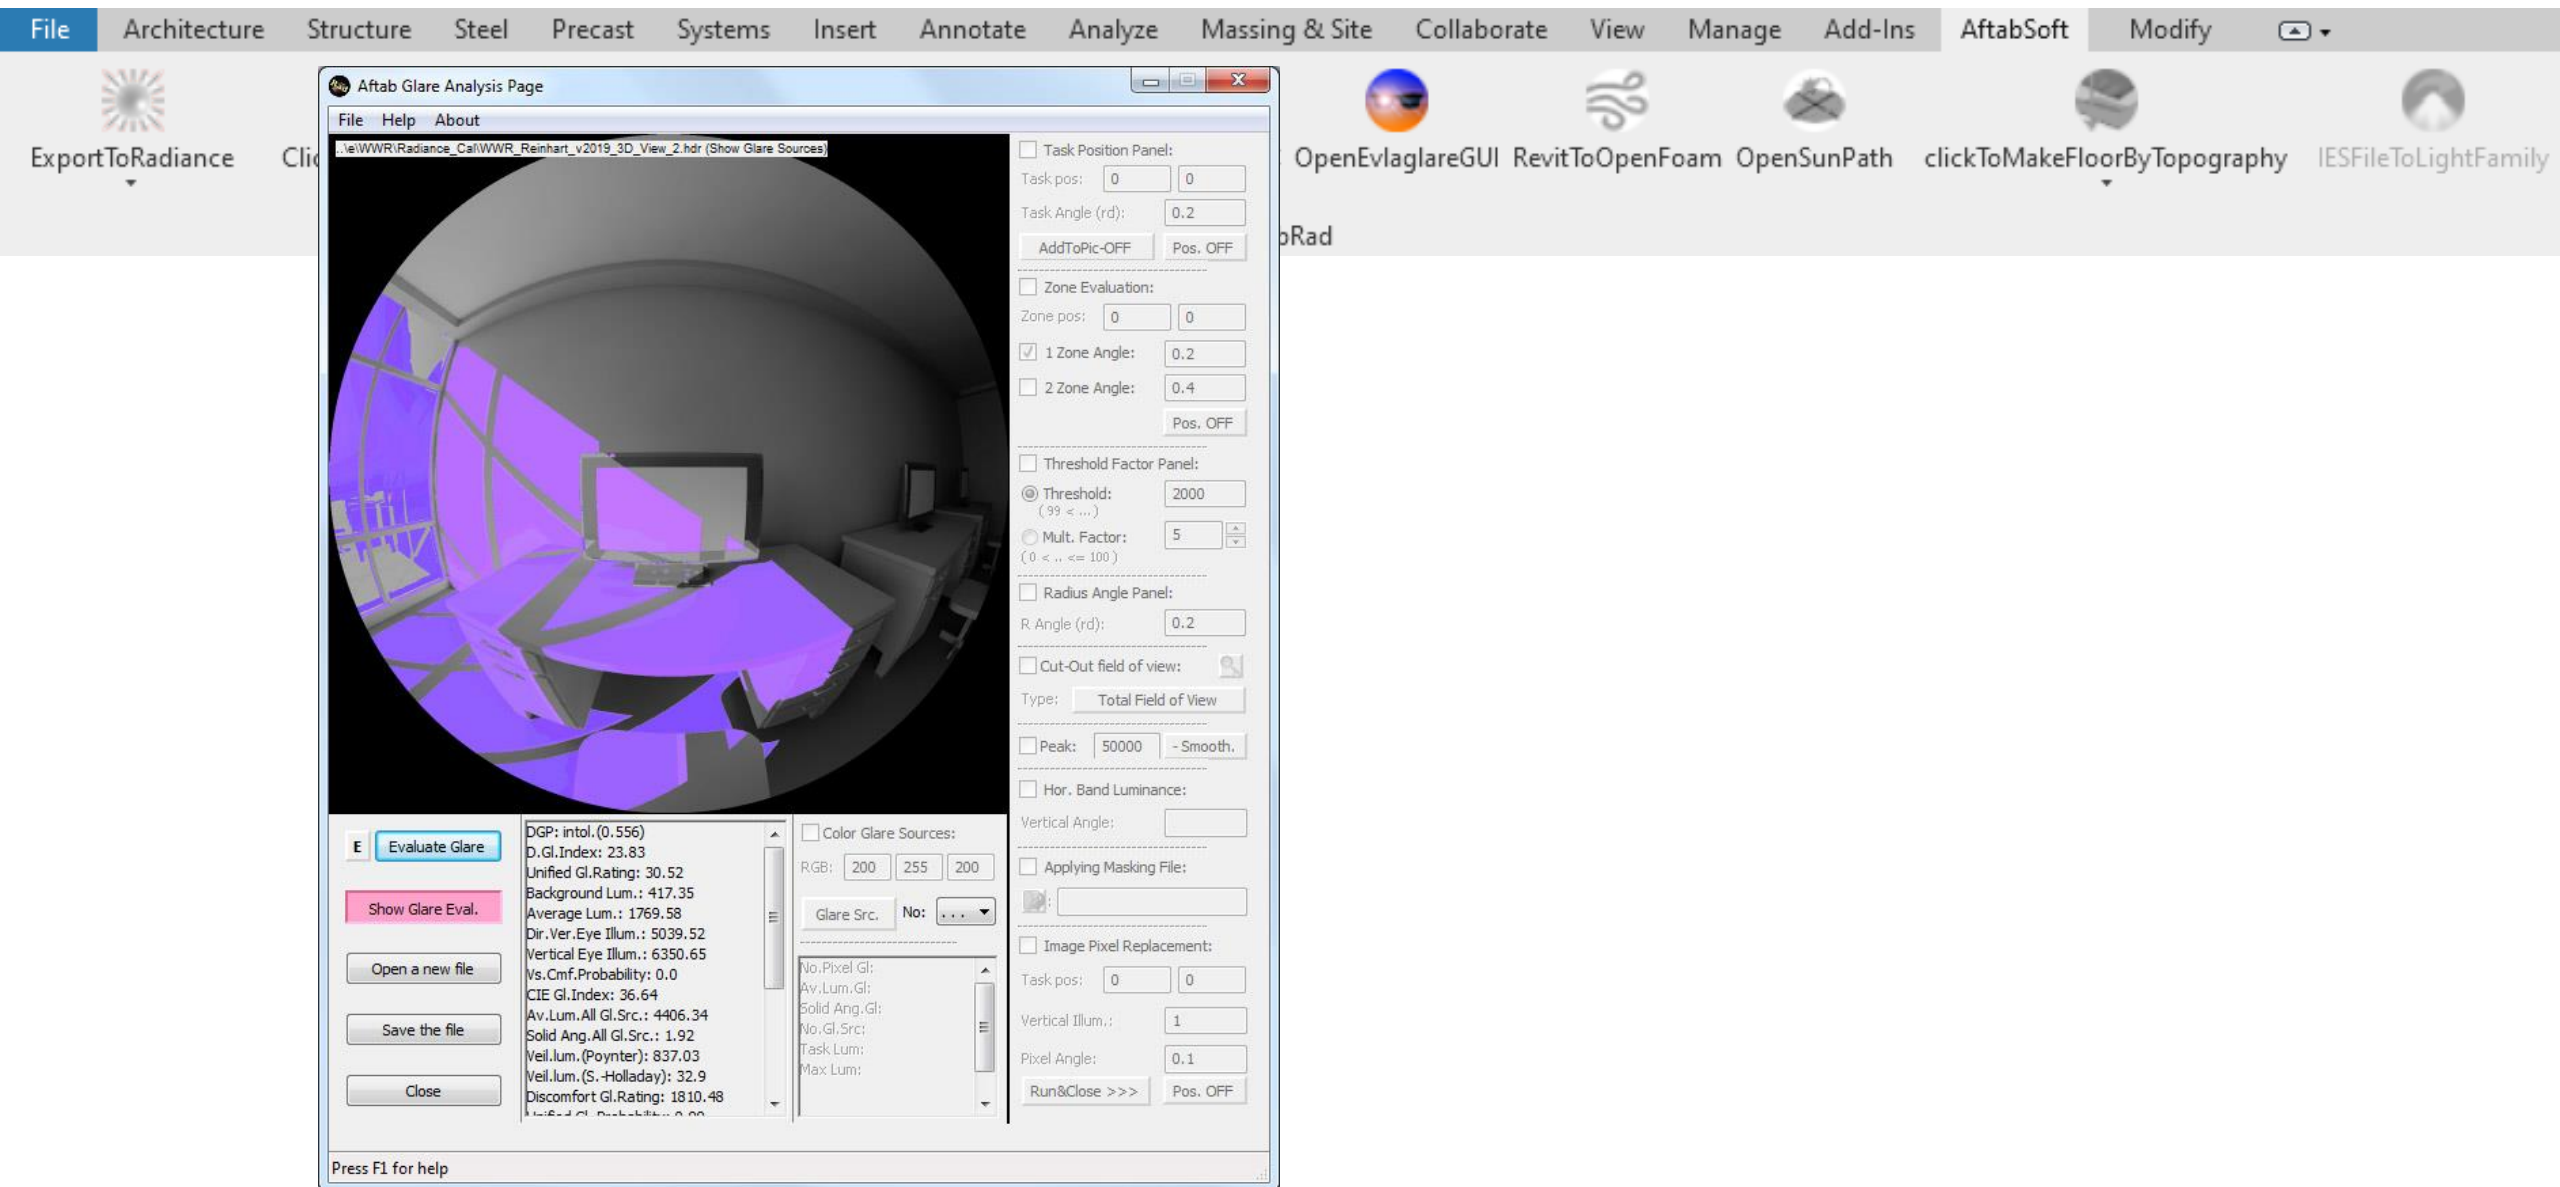 File Architecture Structure Steel Precast Systems Insert Annotate Analyze Massing & Site Collaborate View Manage Add-Ins AftabSoft Modify
ExportToRadiance Clic OpenEvlaglareGUI RevitToOpenFoam OpenSunPath clickToMakeFloorByTopography IESFileToLightFamily
oRad
Aftab Glare Analysis Page
File Help About
..\e\WWR\Radiance_Cal\WWR_Reinhart_v2019_3D_View_2.hdr (Show Glare Sources)
Task Position Panel:
Task pos: 0 0
Task Angle (rd): 0.2
AddToPic-OFF Pos. OFF
Zone Evaluation:
Zone pos: 0 0
1 Zone Angle: 0.2
2 Zone Angle: 0.4
Pos. OFF
Threshold Factor Panel:
Threshold: 2000
( 99 < ... )
Mult. Factor: 5
( 0 < .. <= 100 )
Radius Angle Panel:
R Angle (rd): 0.2
Cut-Out field of view:
Type: Total Field of View
Peak: 50000 - Smooth.
Hor. Band Luminance:
Vertical Angle:
Applying Masking File:
:
Image Pixel Replacement:
Task pos: 0 0
Vertical Illum.: 1
Pixel Angle: 0.1
Run&Close >>> Pos. OFF
E Evaluate Glare
Show Glare Eval.
Open a new file
Save the file
Close
DGP: intol.(0.556)
D.Gl.Index: 23.83
Unified Gl.Rating: 30.52
Background Lum.: 417.35
Average Lum.: 1769.58
Dir.Ver.Eye Illum.: 5039.52
Vertical Eye Illum.: 6350.65
Vs.Cmf.Probability: 0.0
CIE Gl.Index: 36.64
Av.Lum.All Gl.Src.: 4406.34
Solid Ang.All Gl.Src.: 1.92
Veil.lum.(Poynter): 837.03
Veil.lum.(S.-Holladay): 32.9
Discomfort Gl.Rating: 1810.48
Color Glare Sources:
RGB: 200 255 200
Glare Src. No: . . .
No.Pixel Gl:
Av.Lum.Gl:
Solid Ang.Gl:
No.Gl.Src:
Task Lum:
Max Lum:
Press F1 for help